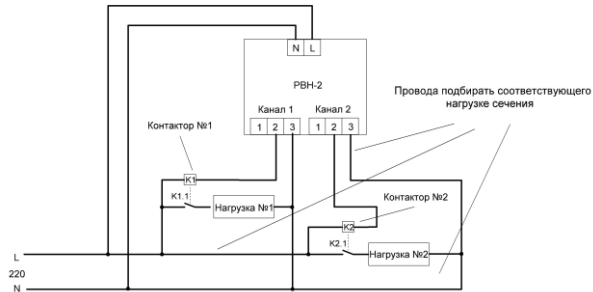 N L
РВН-2
Канал 1 Канал 2
1 2 3 1 2 3
Провода подбирать соответствующего
нагрузке сечения
Контактор №1
K1
K1.1
Нагрузка №1
Контактор №2
K2
K2.1
Нагрузка №2
L
220
N